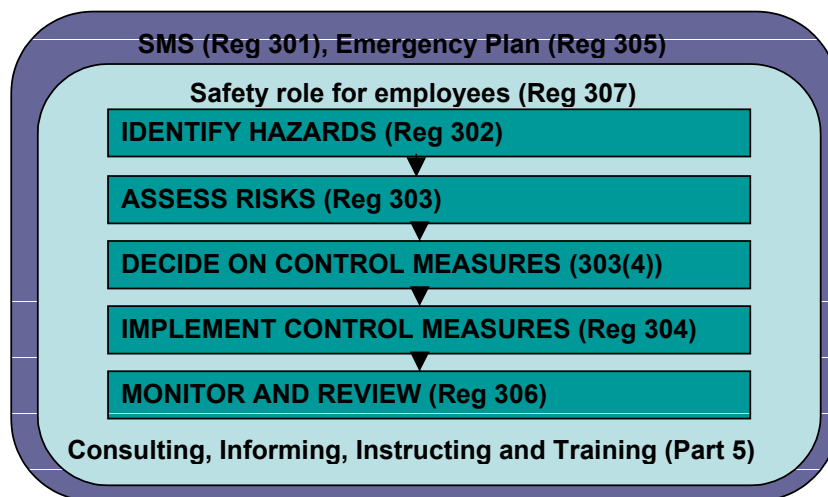 SMS (Reg 301), Emergency Plan (Reg 305)
Safety role for employees (Reg 307)
IDENTIFY HAZARDS (Reg 302)
ASSESS RISKS (Reg 303)
DECIDE ON CONTROL MEASURES (303(4))
IMPLEMENT CONTROL MEASURES (Reg 304)
MONITOR AND REVIEW (Reg 306)
Consulting, Informing, Instructing and Training (Part 5)